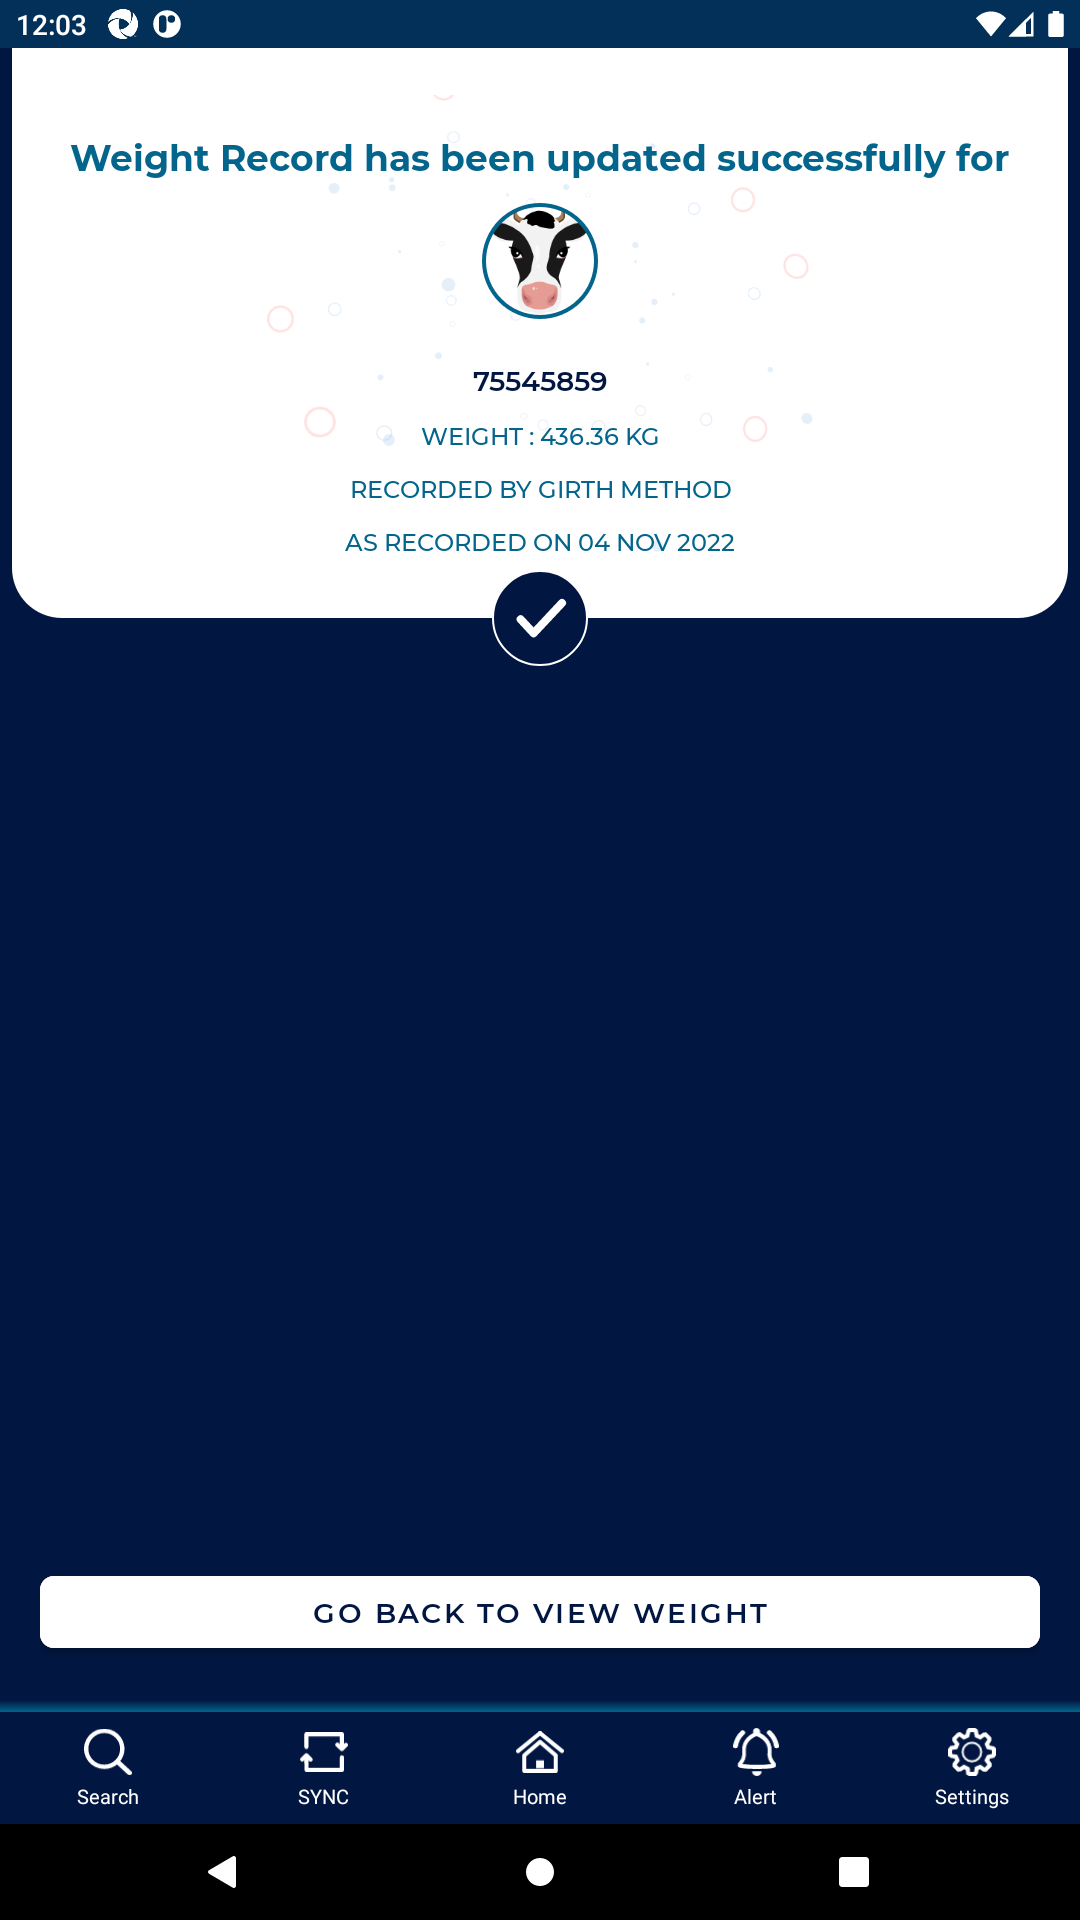 12:03
Weight Record has been updated successfully for
75545859
WEIGHT : 436.36 KG
RECORDED BY GIRTH METHOD
AS RECORDED ON 04 NOV 2022
GO BACK TO VIEW WEIGHT
Search SYNC Home Alert Settings